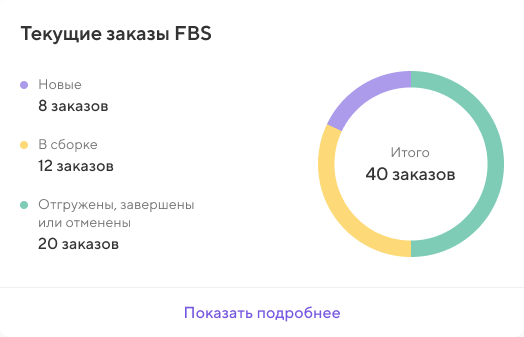 Текущие заказы FBS
Новые
8 заказов
В сборке
12 заказов
Отгружены, завершены
или отменены
20 заказов
Итого
40 заказов
Показать подробнее